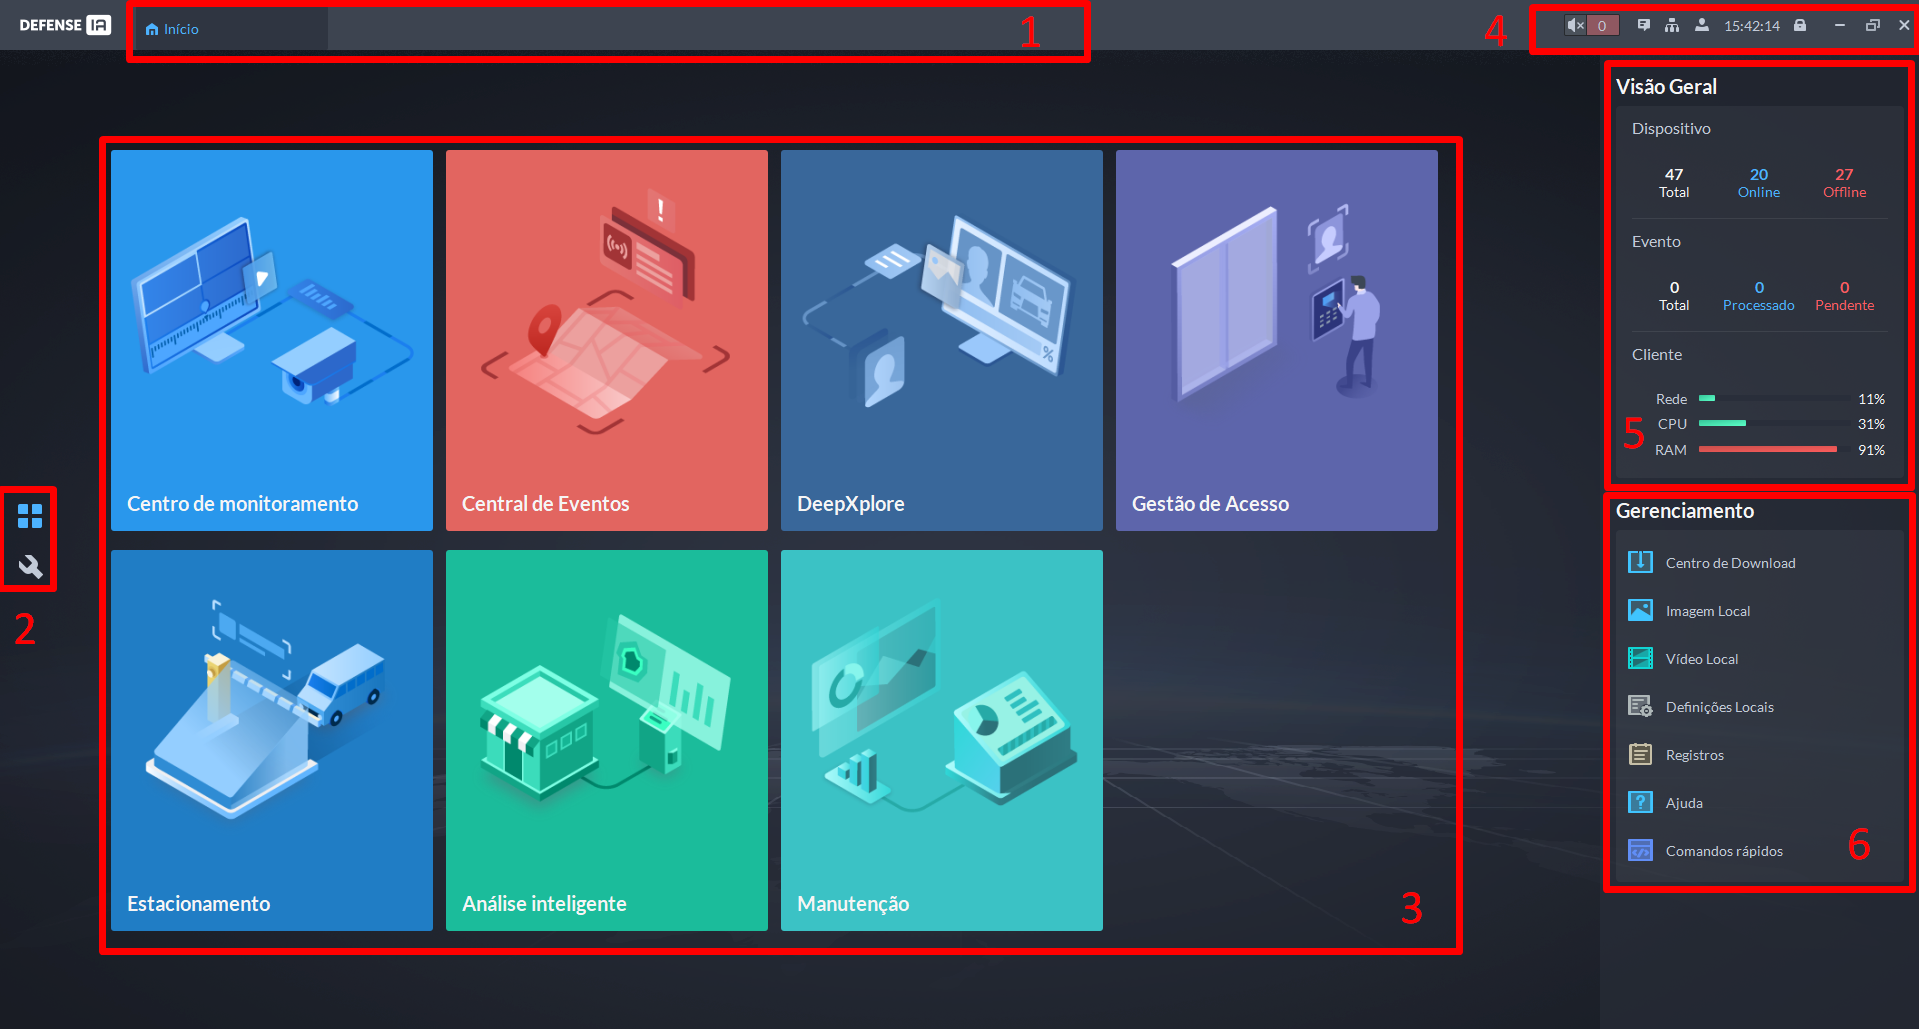 DEFENSE IA
Início
1
4
0
15:42:14
Visão Geral
Dispositivo
47 20 27
Total Online Offline
Evento
0 0 0
Total Processado Pendente
Cliente
Rede 11%
CPU 31%
RAM 91%
5
Centro de monitoramento
Central de Eventos
DeepXplore
Gestão de Acesso
2
Estacionamento
Análise inteligente
Manutenção
3
Gerenciamento
Centro de Download
Imagem Local
Vídeo Local
Definições Locais
Registros
Ajuda
Comandos rápidos
6